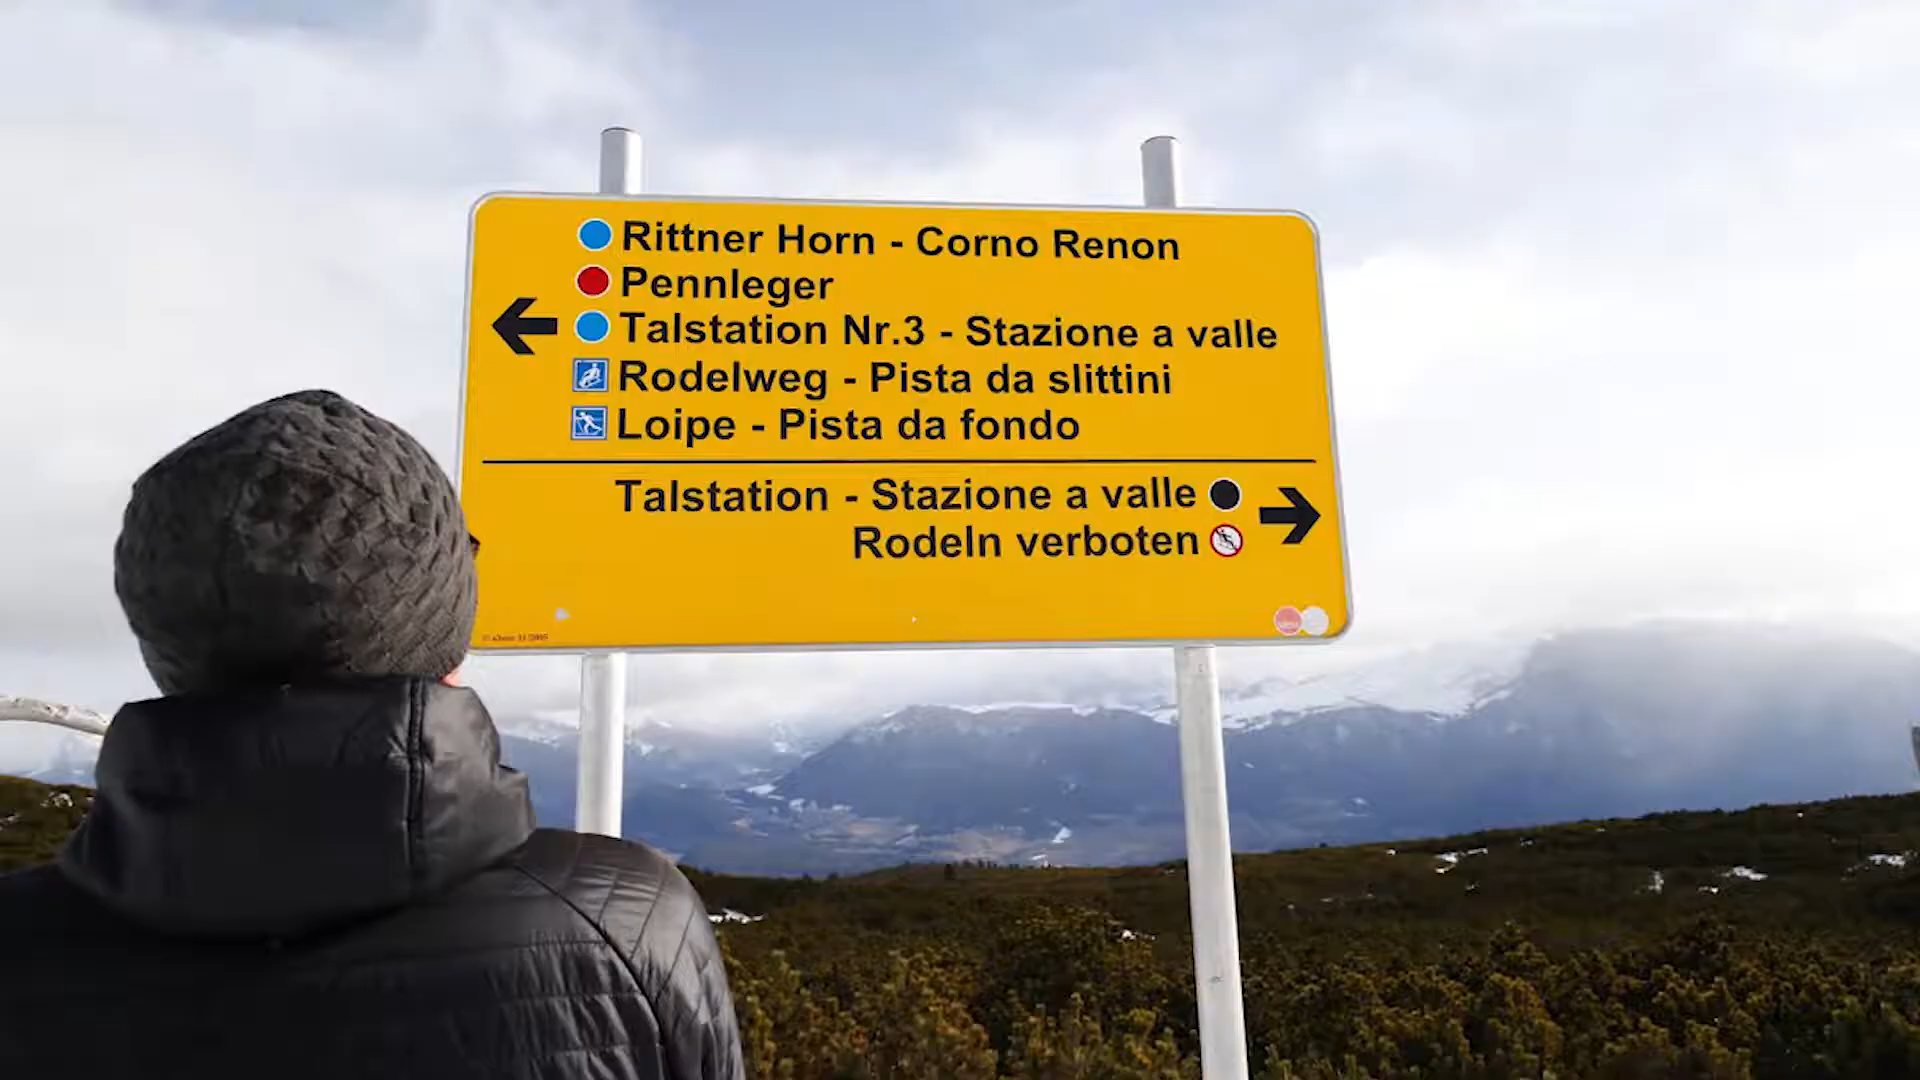 Rittner Horn - Corno Renon
Pennleger
Talstation Nr.3 - Stazione a valle
Rodelweg - Pista da slittini
Loipe - Pista da fondo
Talstation - Stazione a valle
Rodeln verboten